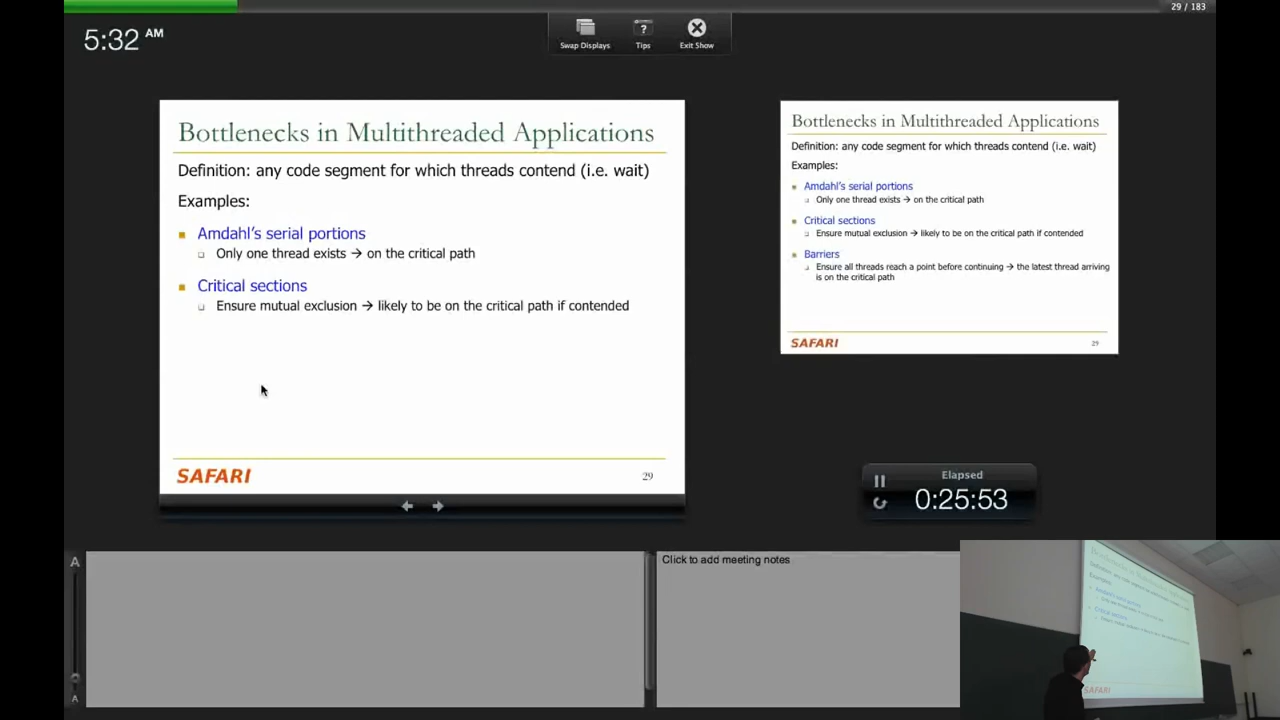 29 / 183
5:32 AM
Swap Displays
Tips
Exit Show
Bottlenecks in Multithreaded Applications
Definition: any code segment for which threads contend (i.e. wait)
Examples:
Amdahl's serial portions
Only one thread exists → on the critical path
Critical sections
Ensure mutual exclusion → likely to be on the critical path if contended
SAFARI
29
Bottlenecks in Multithreaded Applications
Definition: any code segment for which threads contend (i.e. wait)
Examples:
Amdahl's serial portions
Only one thread exists → on the critical path
Critical sections
Ensure mutual exclusion → likely to be on the critical path if contended
Barriers
Ensure all threads reach a point before continuing → the latest thread arriving
is on the critical path
SAFARI
29
Elapsed
0:25:53
A
A
Click to add meeting notes
SAFARI